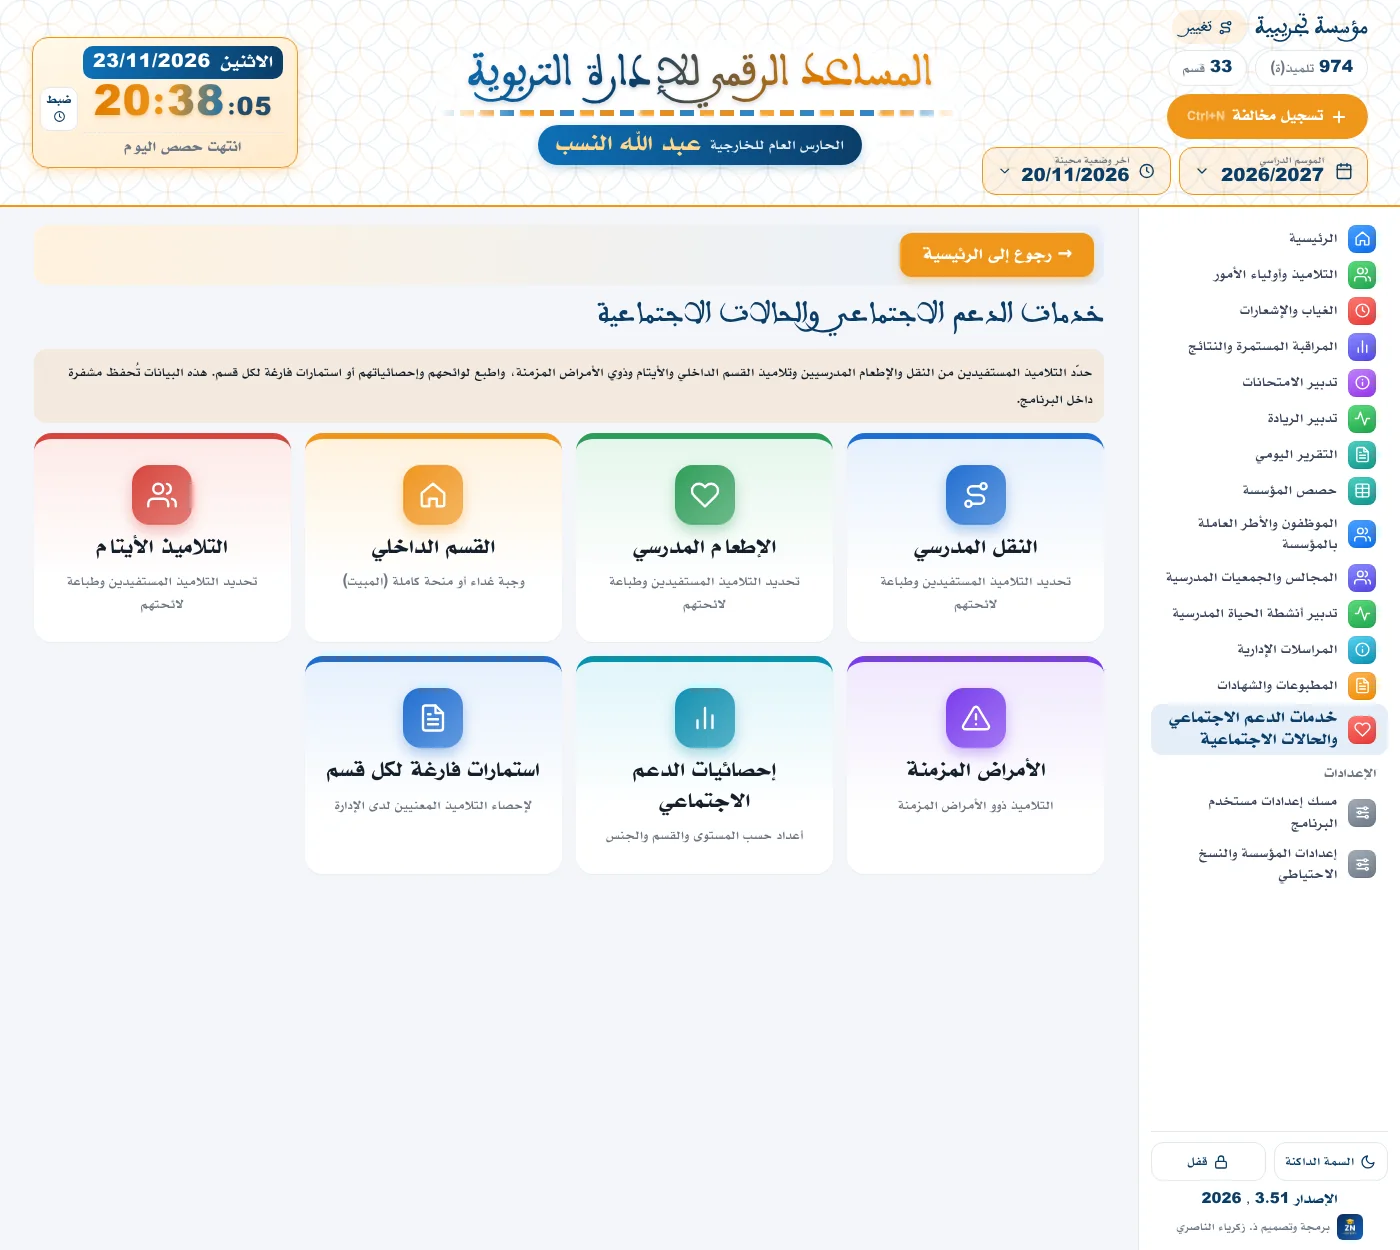 مؤسسة تجريبية
تغيير
974 تلميذ(ة)
33 قسم
تسجيل مخالفة Ctrl+N
الموسم الدراسي
2026/2027
آخر وضعية محينة
20/11/2026
المساعد الرقمي للإدارة التربوية
الحارس العام للخارجية عبد الله النسب
الاثنين 23/11/2026
20:38:05
ضبط
انتهت حصص اليوم
الرئيسية
التلاميذ وأولياء الأمور
الغياب والإشعارات
المراقبة المستمرة والنتائج
تدبير الامتحانات
تدبير الريادة
التقرير اليومي
حصص المؤسسة
الموظفون والأطر العاملة
بالمؤسسة
المجالس والجمعيات المدرسية
تدبير أنشطة الحياة المدرسية
المراسلات الإدارية
المطبوعات والشهادات
خدمات الدعم الاجتماعي
والحالات الاجتماعية
الإعدادات
مسك إعدادات مستخدم
البرنامج
إعدادات المؤسسة والنسخ
الاحتياطي
السمة الداكنة
قفل
الإصدار 3.51 , 2026
برمجة وتصميم ذ. زكرياء الناصري
ZN
→ رجوع إلى الرئيسية
خدمات الدعم الاجتماعي والحالات الاجتماعية
حدّد التلاميذ المستفيدين من النقل والإطعام المدرسيين وتلاميذ القسم الداخلي والأيتام وذوي الأمراض المزمنة، واطبع لوائحهم وإحصائياتهم أو استمارات فارغة لكل قسم. هذه البيانات تُحفظ مشفرة
داخل البرنامج.
النقل المدرسي
تحديد التلاميذ المستفيدين وطباعة
لائحتهم
الإطعام المدرسي
تحديد التلاميذ المستفيدين وطباعة
لائحتهم
القسم الداخلي
وجبة غداء أو منحة كاملة (المبيت)
التلاميذ الأيتام
تحديد التلاميذ المستفيدين وطباعة
لائحتهم
الأمراض المزمنة
التلاميذ ذوو الأمراض المزمنة
إحصائيات الدعم
الاجتماعي
أعداد حسب المستوى والقسم والجنس
استمارات فارغة لكل قسم
لإحصاء التلاميذ المعنيين لدى الإدارة